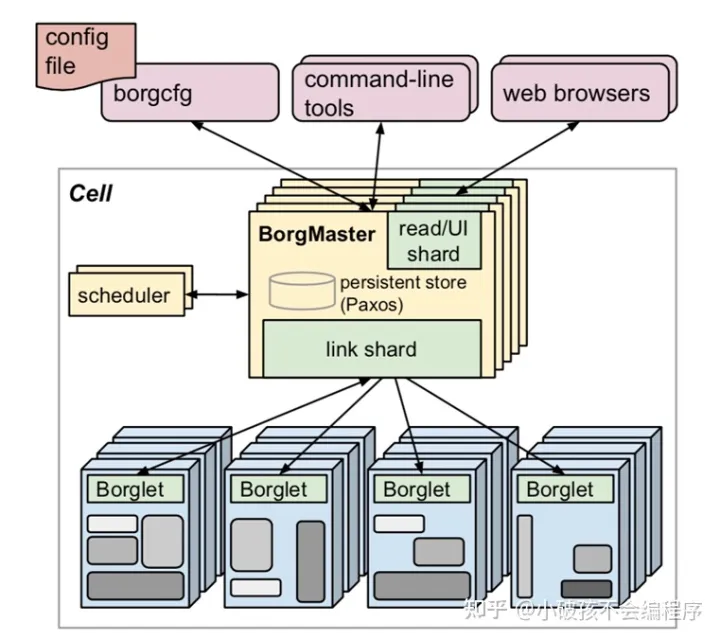 config
file
borgcfg
command-line
tools
web browsers
Cell
BorgMaster
read/UI
shard
scheduler
persistent store
(Paxos)
link shard
Borglet
Borglet
Borglet
Borglet
知乎 @小破孩不会编程序